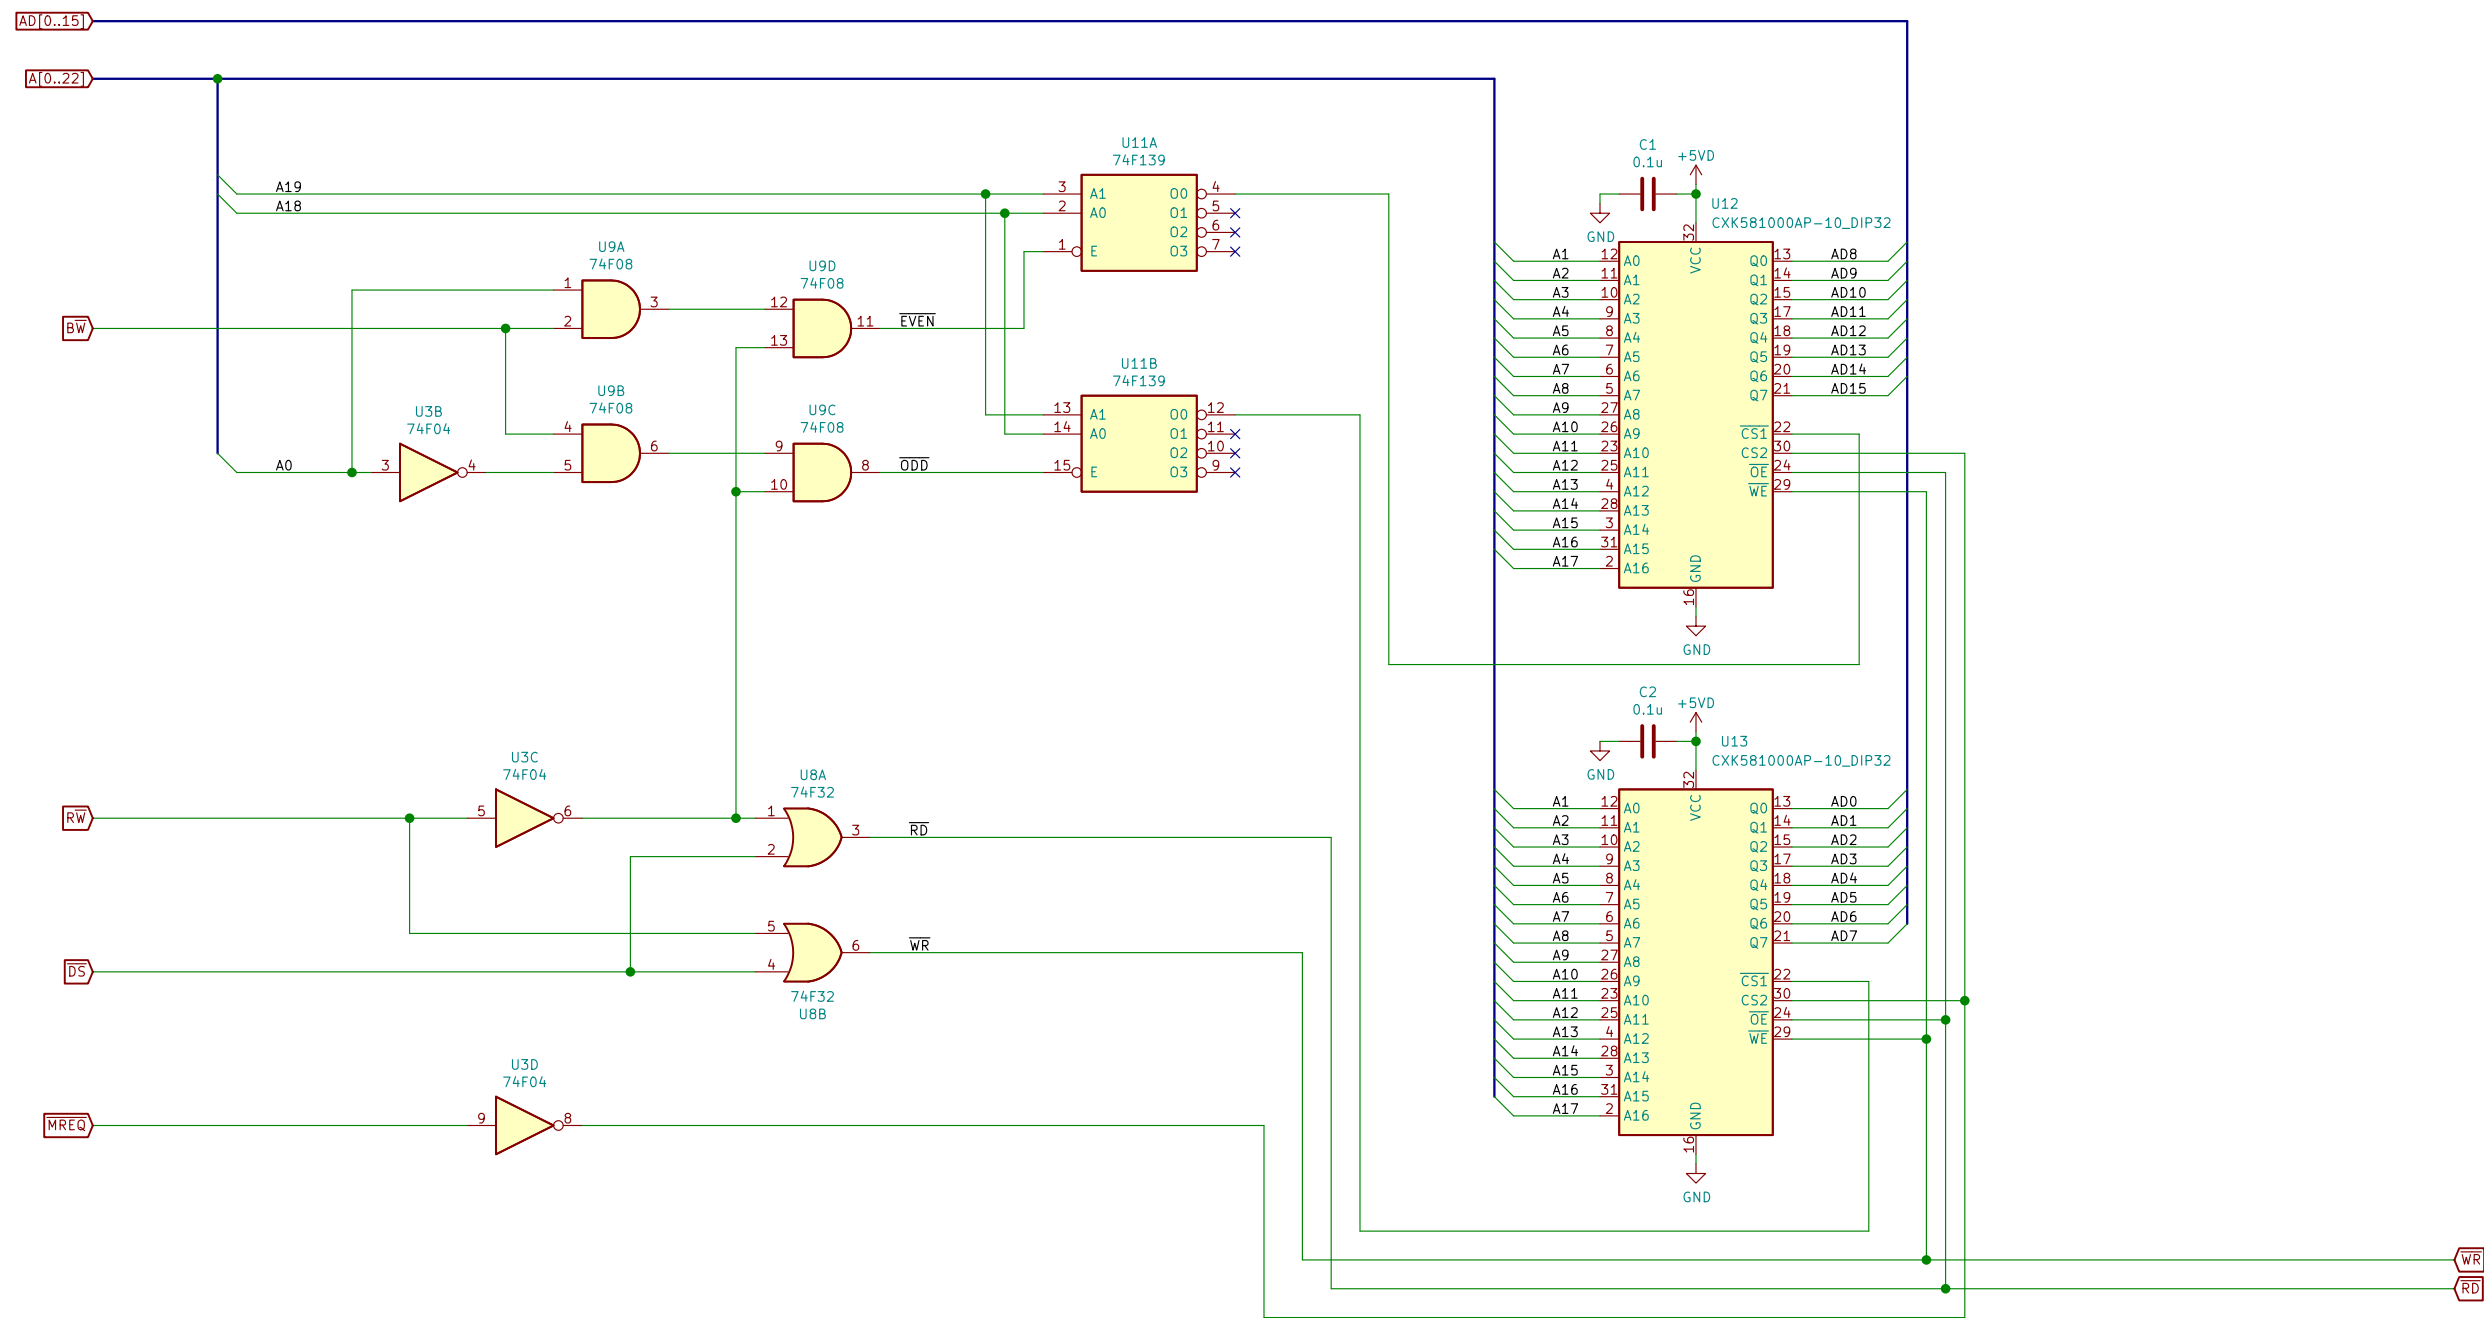 AD[0..15]
A[0..22]
A19
A18
BW
U9A
74F08
1
2
3
U9D
74F08
12
13
11
EVEN
U11A
74F139
3
2
1
A1
A0
E
O0
O1
O2
O3
4
5
6
7
U3B
74F04
A0
3
4
U9B
74F08
4
5
6
U9C
74F08
9
10
8
ODD
U11B
74F139
13
14
15
A1
A0
E
O0
O1
O2
O3
12
11
10
9
C1
0.1u
+5VD
GND
U12
CXK581000AP-10_DIP32
32
VCC
A1 12 A0 Q0 13 AD8
A2 11 A1 Q1 14 AD9
A3 10 A2 Q2 15 AD10
A4 9 A3 Q3 17 AD11
A5 8 A4 Q4 18 AD12
A6 7 A5 Q5 19 AD13
A7 6 A6 Q6 20 AD14
A8 5 A7 Q7 21 AD15
A9 27 A8
A10 26 A9 CS1 22
A11 23 A10 CS2 30
A12 25 A11 OE 24
A13 4 A12 WE 29
A14 28 A13
A15 3 A14
A16 31 A15
A17 2 A16
GND
16
GND
RW
U3C
74F04
5
6
U8A
74F32
1
2
3
RD
DS
5
4
6
WR
74F32
U8B
MREQ
U3D
74F04
9
8
C2
0.1u
+5VD
GND
U13
CXK581000AP-10_DIP32
32
VCC
A1 12 A0 Q0 13 AD0
A2 11 A1 Q1 14 AD1
A3 10 A2 Q2 15 AD2
A4 9 A3 Q3 17 AD3
A5 8 A4 Q4 18 AD4
A6 7 A5 Q5 19 AD5
A7 6 A6 Q6 20 AD6
A8 5 A7 Q7 21 AD7
A9 27 A8
A10 26 A9 CS1 22
A11 23 A10 CS2 30
A12 25 A11 OE 24
A13 4 A12 WE 29
A14 28 A13
A15 3 A14
A16 31 A15
A17 2 A16
GND
16
GND
WR
RD